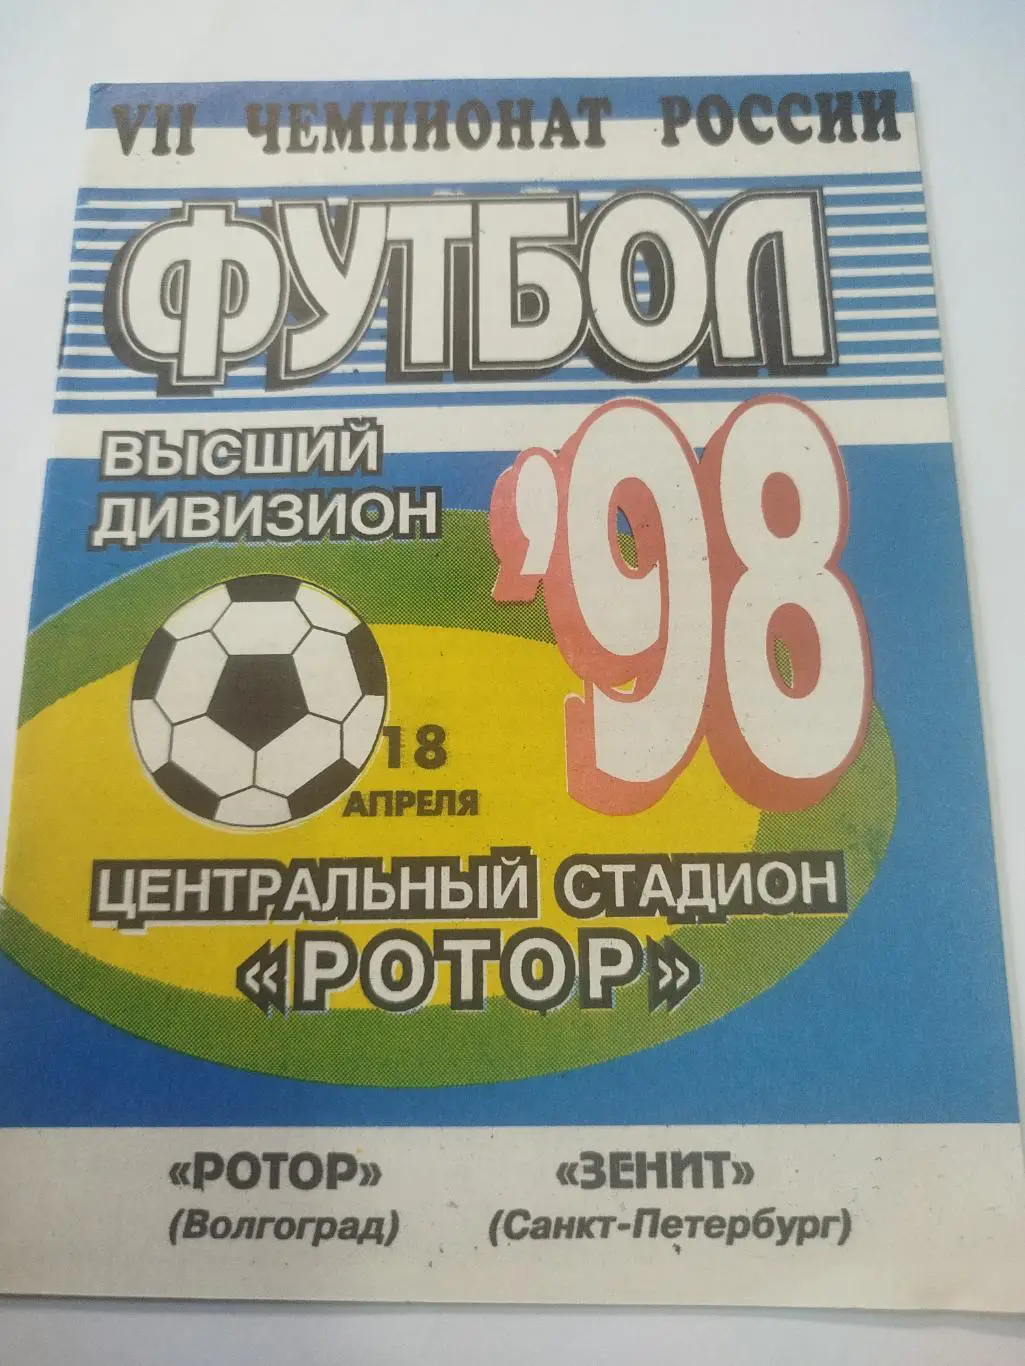 VII ЧЕМПИОНАТ РОССИИ
ФУТБОЛ
ВЫСШИЙ
ДИВИЗИОН
'98
18
АПРЕЛЯ
ЦЕНТРАЛЬНЫЙ СТАДИОН
«РОТОР»
«РОТОР» «ЗЕНИТ»
(Волгоград) (Санкт-Петербург)